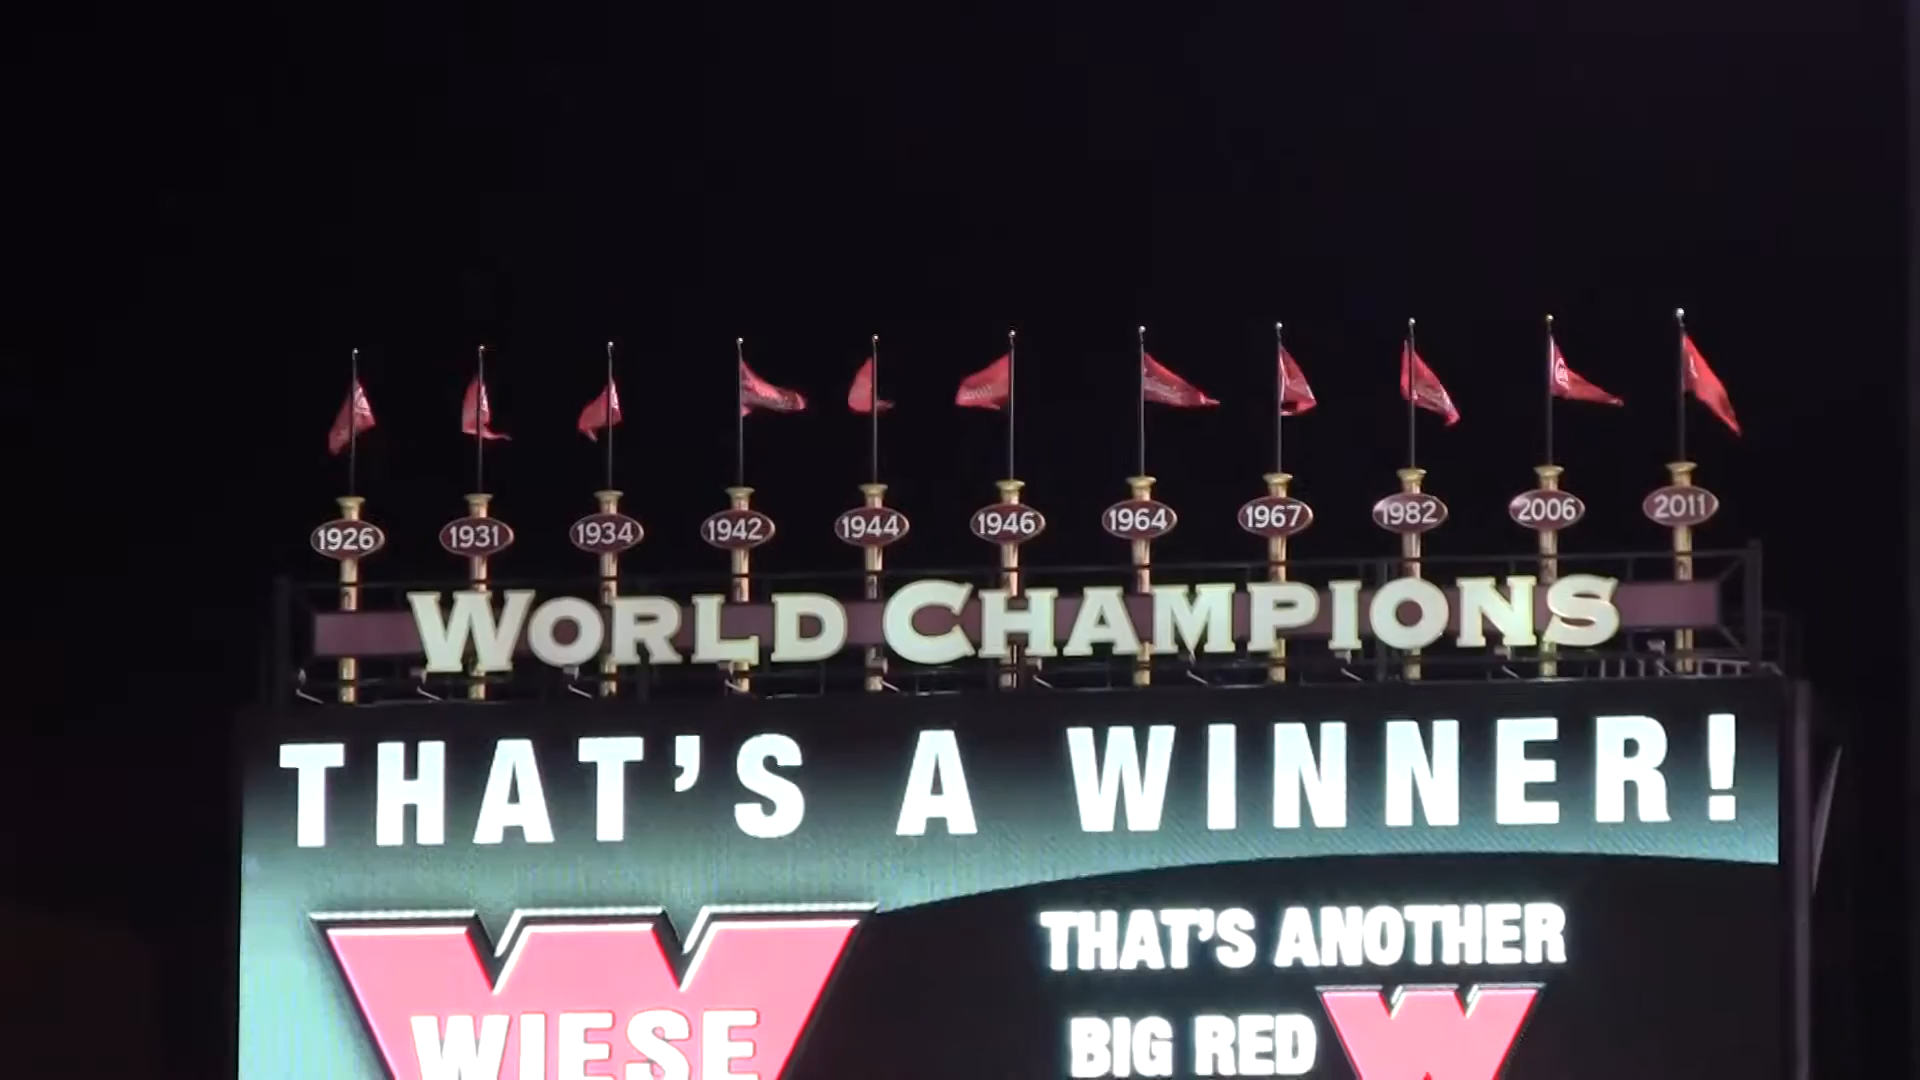 1926 1931 1934 1942 1944 1946 1964 1967 1982 2006 2011
WORLD CHAMPIONS
THAT'S A WINNER!
WIESE
THAT'S ANOTHER
BIG RED W